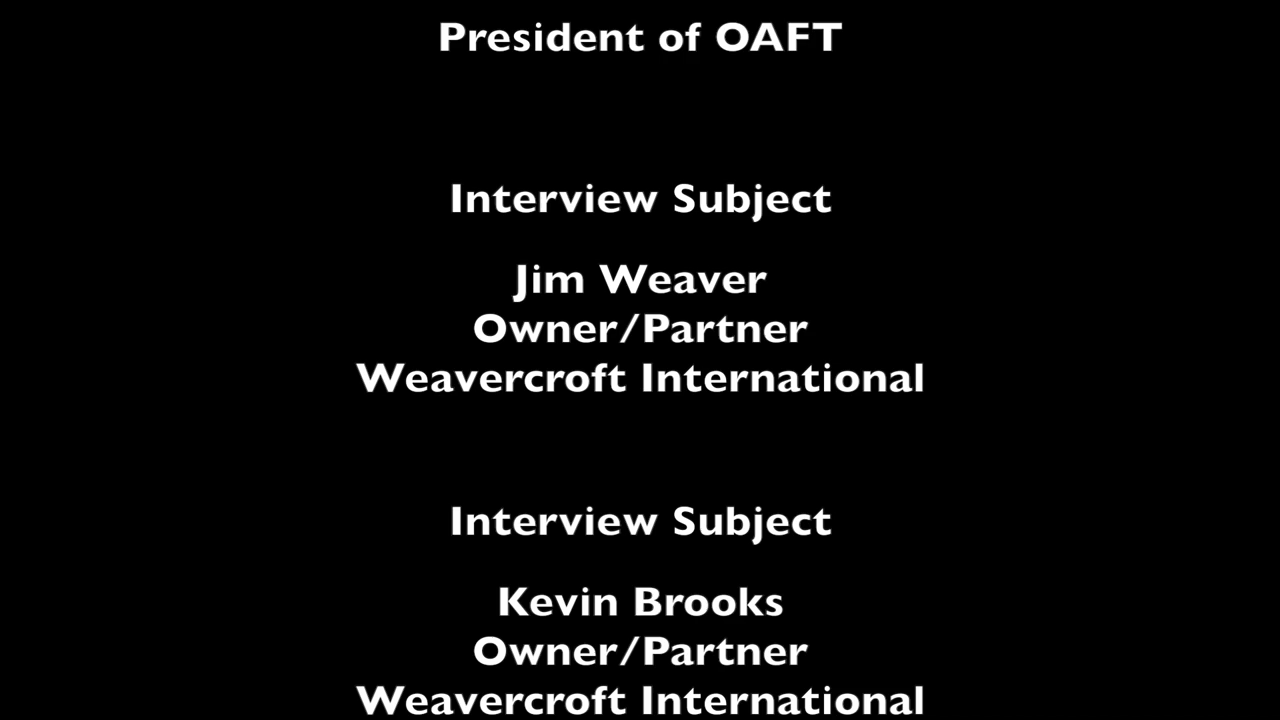 President of OAFT
Interview Subject
Jim Weaver
Owner/Partner
Weavercroft International
Interview Subject
Kevin Brooks
Owner/Partner
Weavercroft International